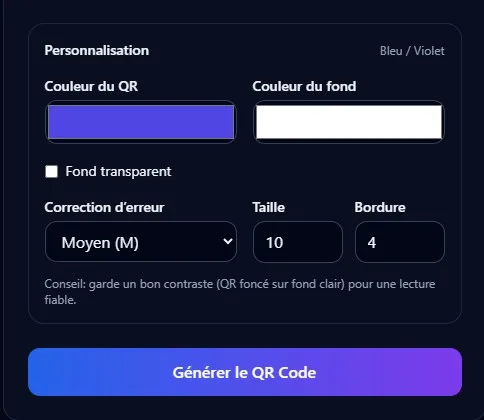 Personnalisation
Bleu / Violet
Couleur du QR
Couleur du fond
Fond transparent
Correction d’erreur
Taille
Bordure
Moyen (M)
10
4
Conseil: garde un bon contraste (QR foncé sur fond clair) pour une lecture
fiable.
Générer le QR Code